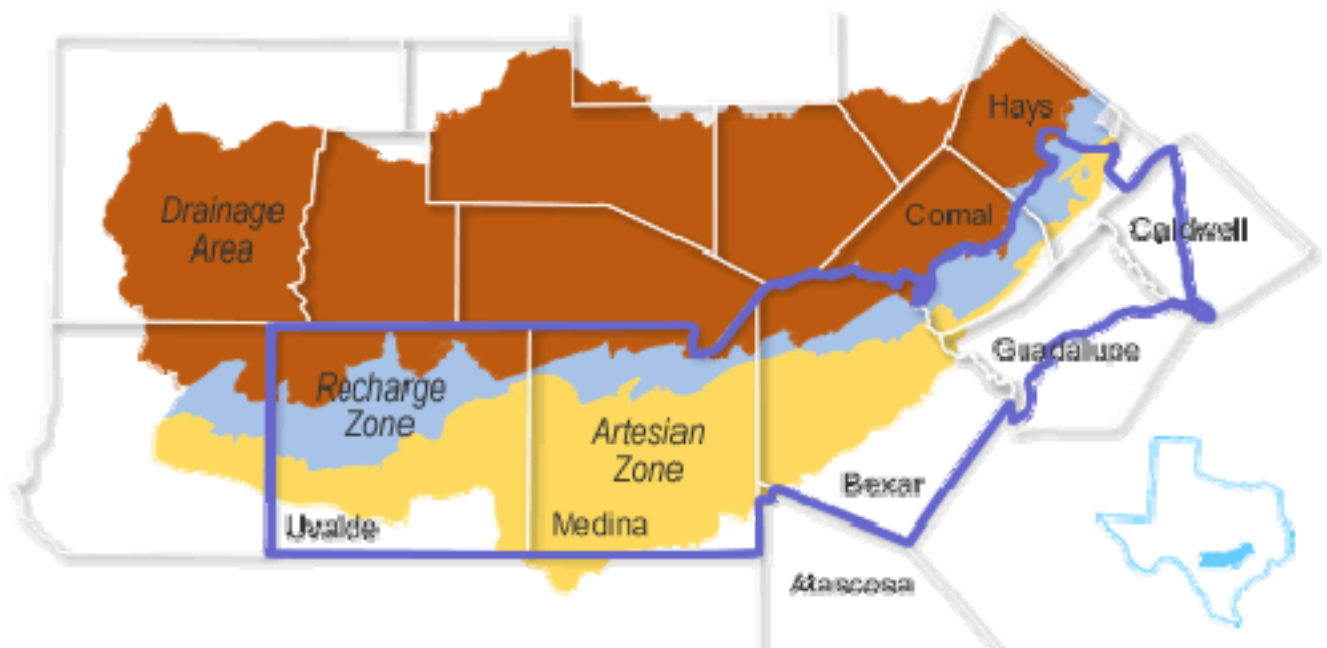 Hays
Drainage
Area
Comal
Caldwell
Guadalupe
Recharge
Zone
Artesian
Zone
Bexar
Uvalde
Medina
Atascosa